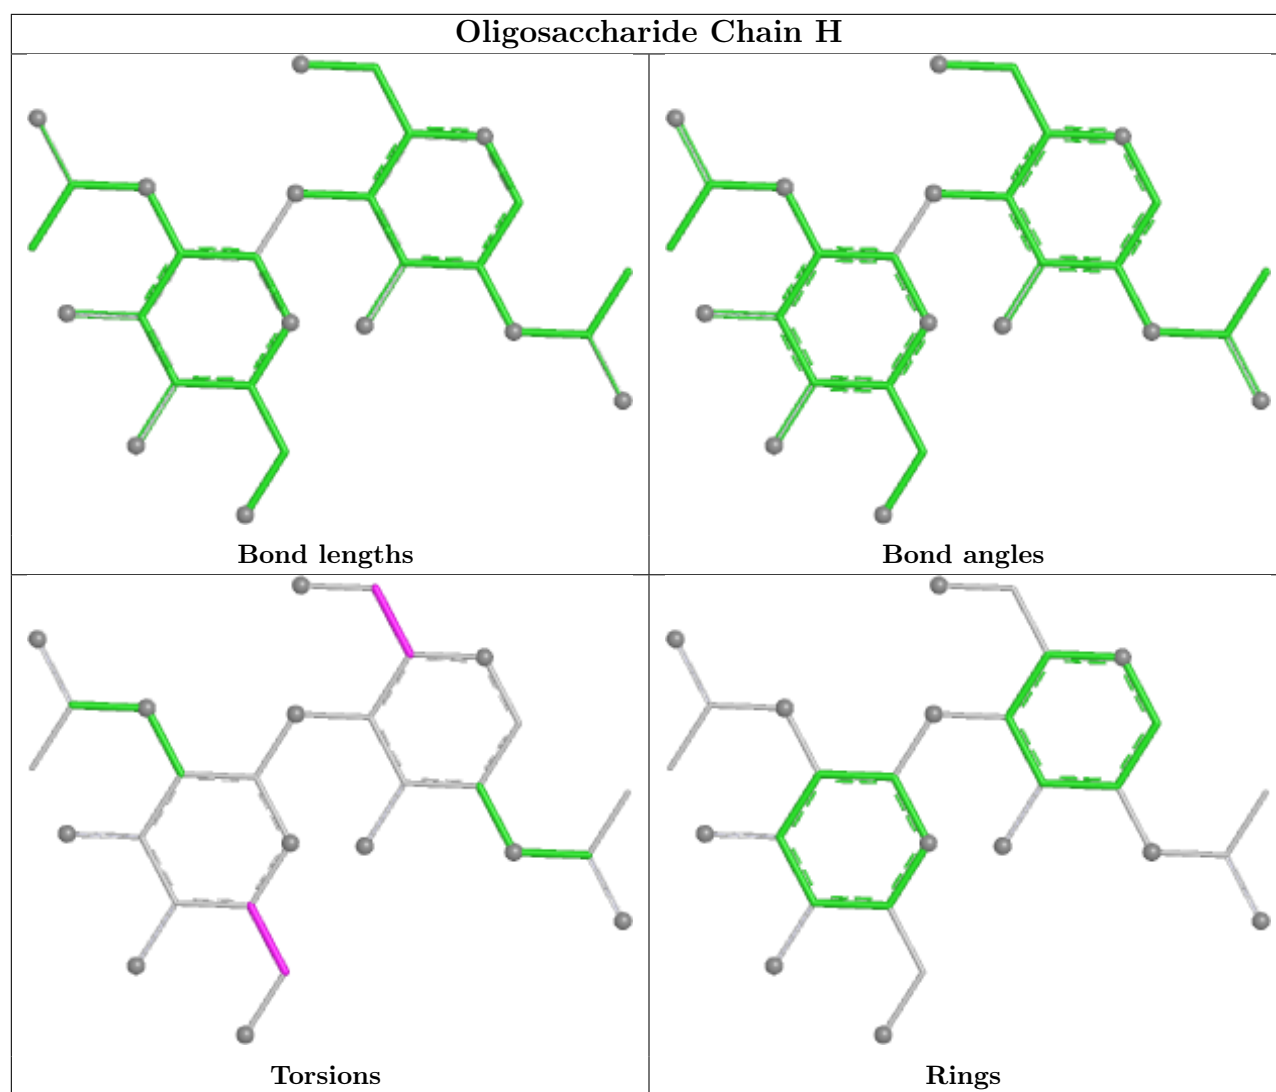 Oligosaccharide Chain H
Bond lengths
Bond angles
Torsions
Rings